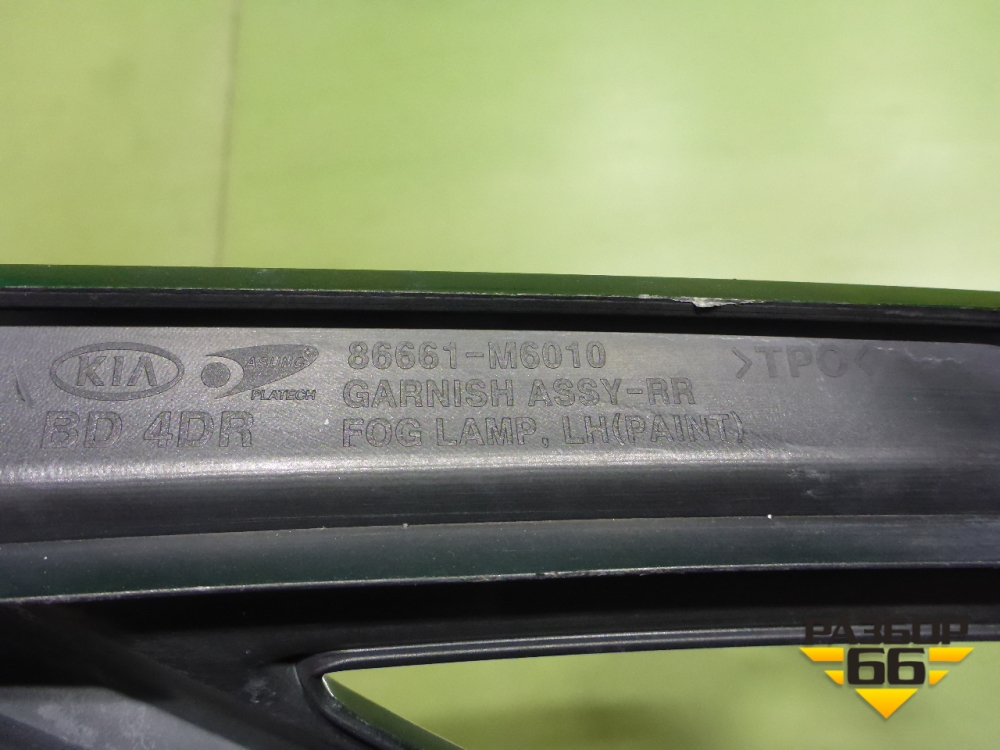 KIA
PLATECH
86661-M6010
GARNISH ASSY-RR
>TPO<
BD 4DR
FOG LAMP, LH(PAINT)
РАЗБОР
66